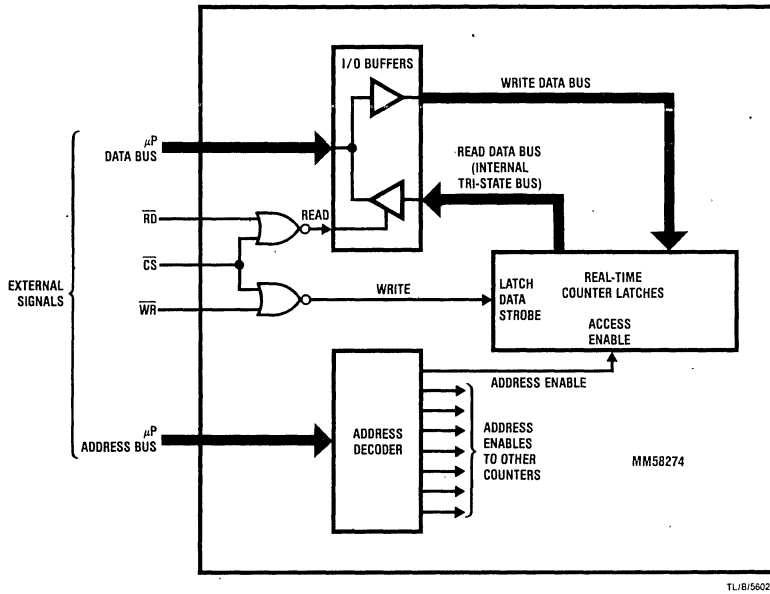 I/O BUFFERS
WRITE DATA BUS
μP
DATA BUS
READ DATA BUS
(INTERNAL
TRI-STATE BUS)
RD
READ
CS
EXTERNAL
SIGNALS
WR
WRITE
LATCH
DATA
STROBE
REAL-TIME
COUNTER LATCHES
ACCESS
ENABLE
ADDRESS ENABLE
μP
ADDRESS BUS
ADDRESS
DECODER
ADDRESS
ENABLES
TO OTHER
COUNTERS
MM58274
TL/B/5602